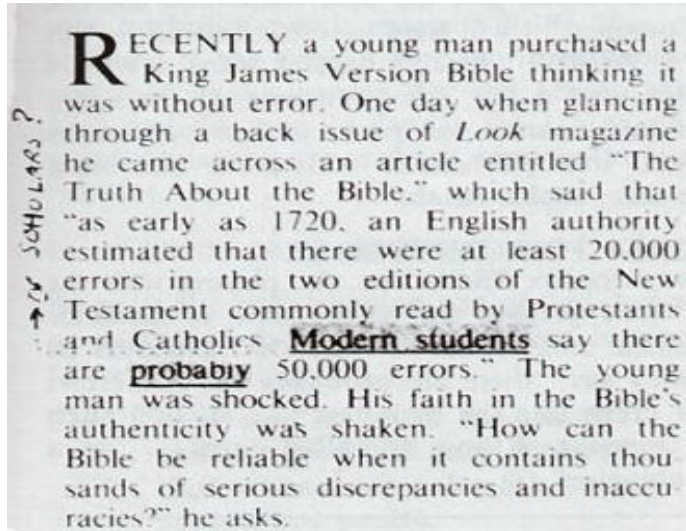 RECENTLY a young man purchased a
King James Version Bible thinking it
was without error. One day when glancing
through a back issue of Look magazine
he came across an article entitled "The
Truth About the Bible," which said that
"as early as 1720, an English authority
estimated that there were at least 20,000
errors in the two editions of the New
Testament commonly read by Protestants
and Catholics. Modern students say there
are probably 50,000 errors." The young
man was shocked. His faith in the Bible's
authenticity was shaken. "How can the
Bible be reliable when it contains thou-
sands of serious discrepancies and inaccu-
racies?" he asks.
SCHOLARS?